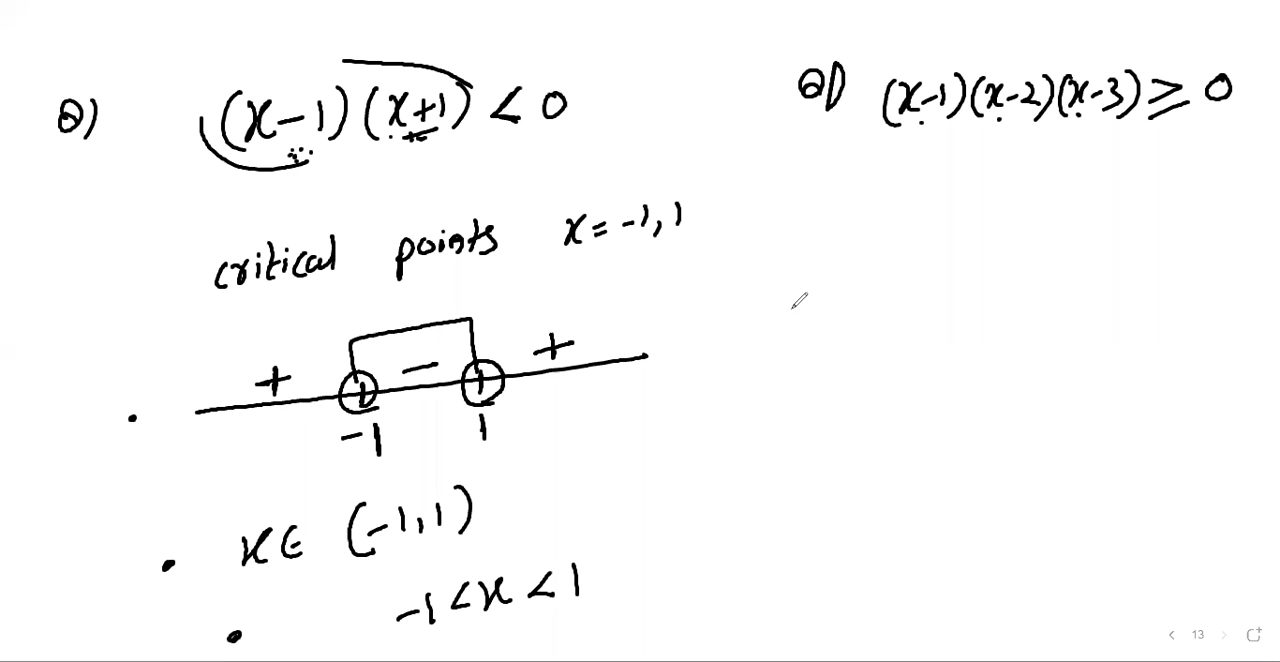 Q) (x-1)(x+1) < 0
critical points x = -1, 1
+ - +
-1 1
x ∈ (-1,1)
-1 < x < 1
Q) (x-1)(x-2)(x-3) ≥ 0
13